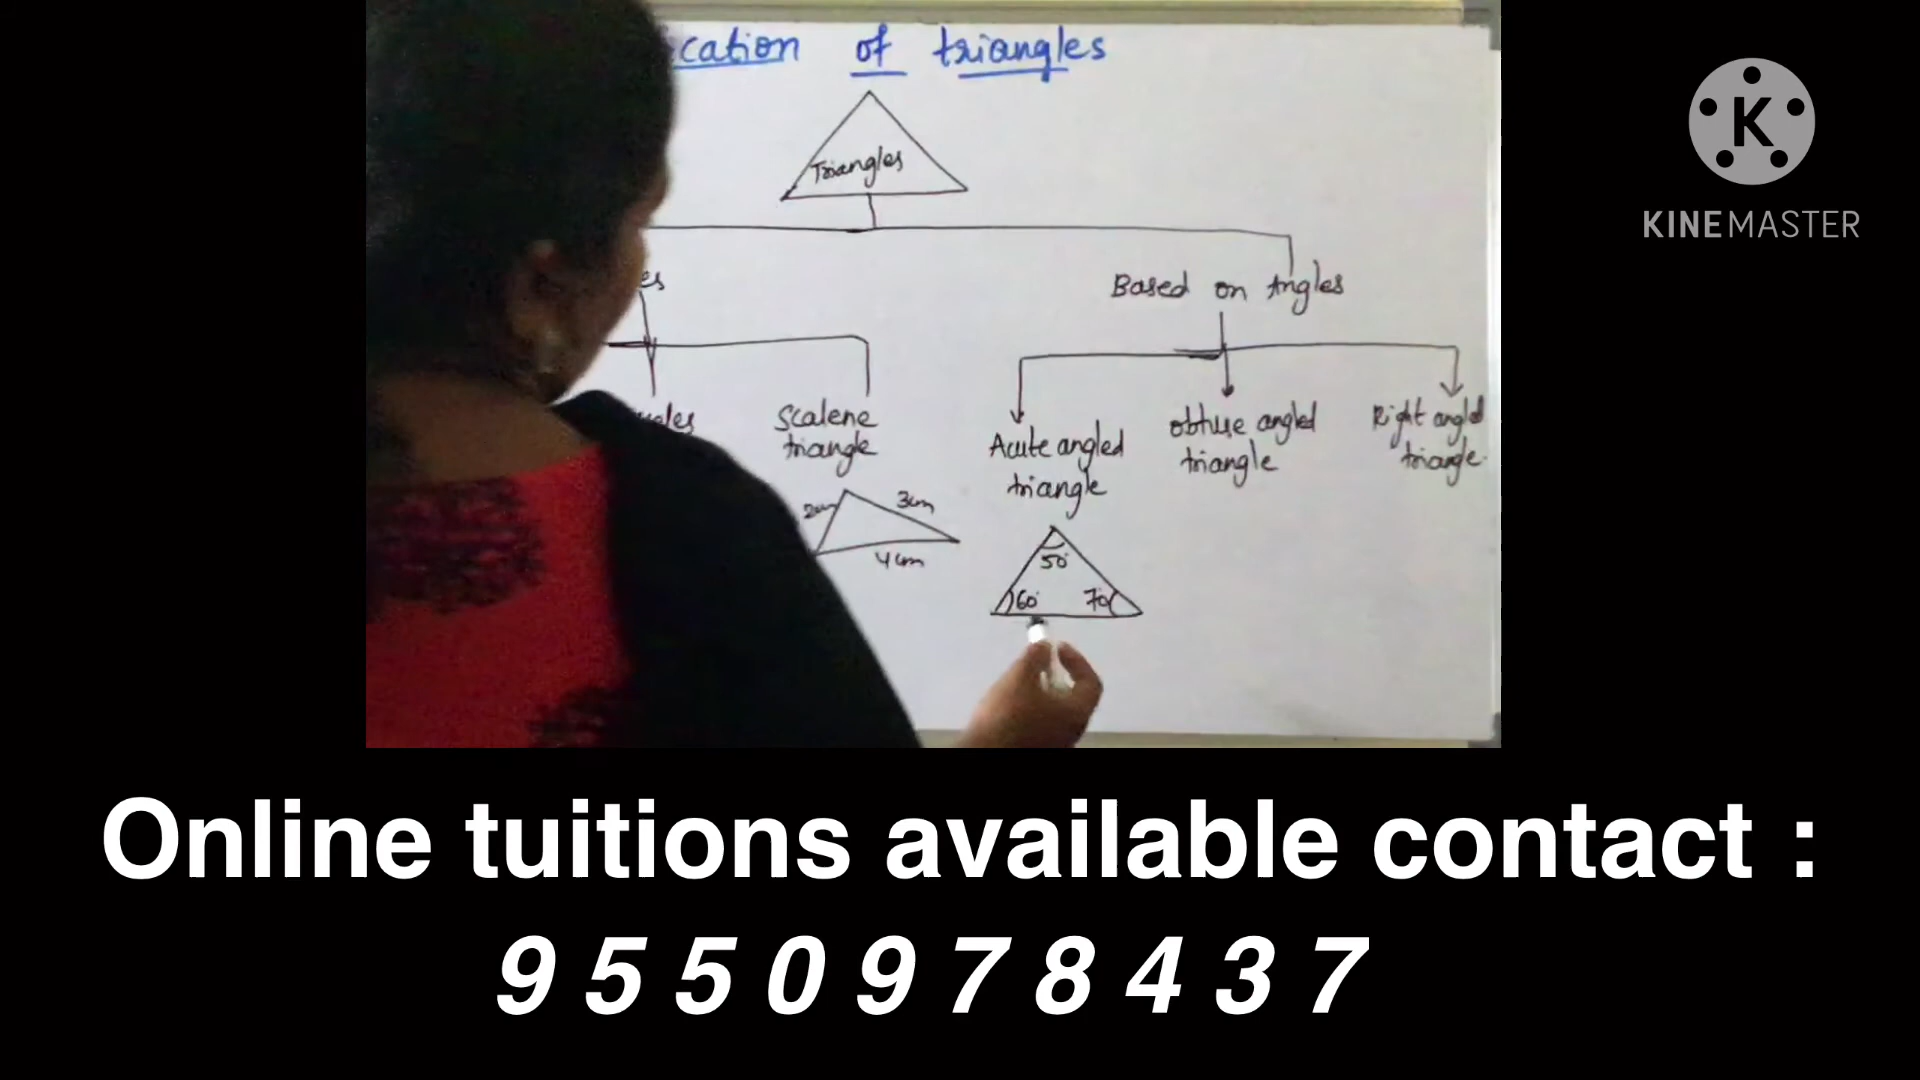 cation of triangles
Triangles
es
Based on Angles
Scalene
triangle
Acute angled
triangle
obtuse angled
triangle
Right angled
triangle.
2cm
3cm
4cm
50°
60°
70
K
KINEMASTER
Online tuitions available contact :
9 5 5 0 9 7 8 4 3 7